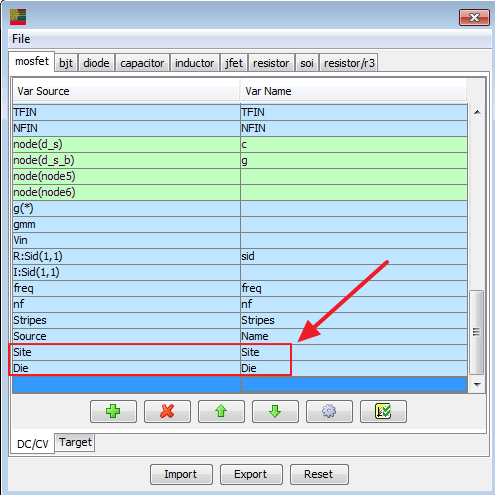 File
mosfet bjt diode capacitor inductor jfet resistor soi resistor/r3
Var Source Var Name
TFIN TFIN
NFIN NFIN
node(d_s) c
node(d_s_b) g
node(node5)
node(node6)
g(*)
gmm
Vin
R:Sid(1,1) sid
I:Sid(1,1)
freq freq
nf nf
Stripes Stripes
Source Name
Site Site
Die Die
DC/CV Target
Import Export Reset